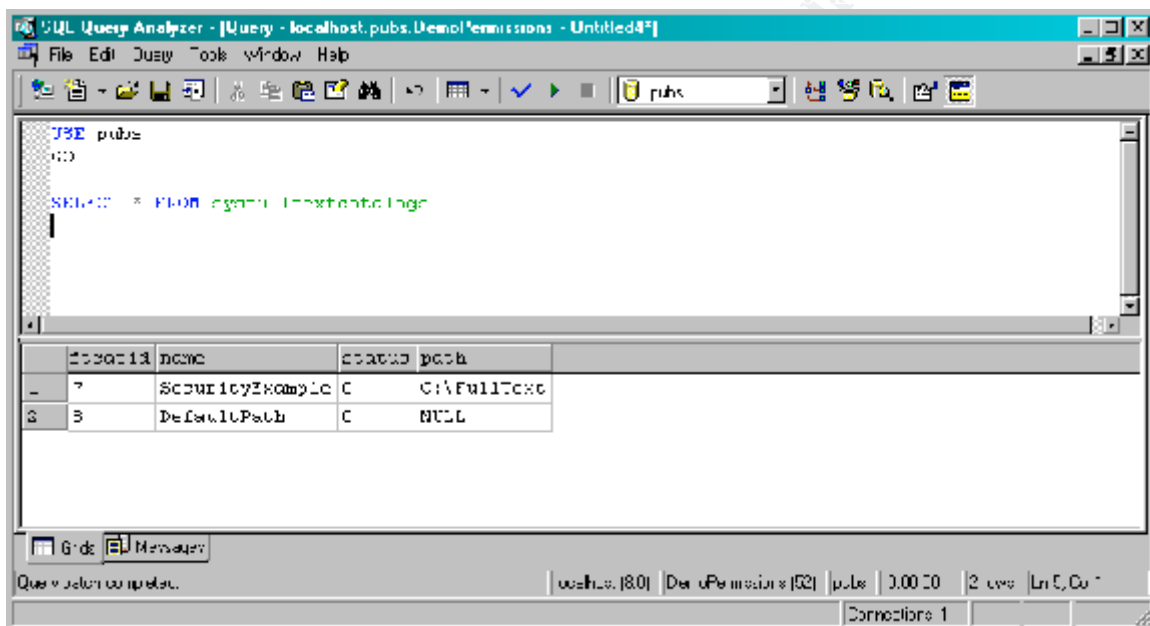 SQL Query Analyzer - [Query - localhost.pubs.DemoPermissions - Untitled4*]
File Edit Query Tools Window Help
pubs
USE pubs
GO
SELECT * FROM sysfulltextcatalogs
ftcatid name status path
7 SecurityExample 0 C:\FullText
2 8 DefaultPath 0 NULL
Grids Messages
Query batch completed. localhost (8.0) DemoPermissions (52) pubs 0:00:00 2 rows Ln 5, Col 1
Connections: 1